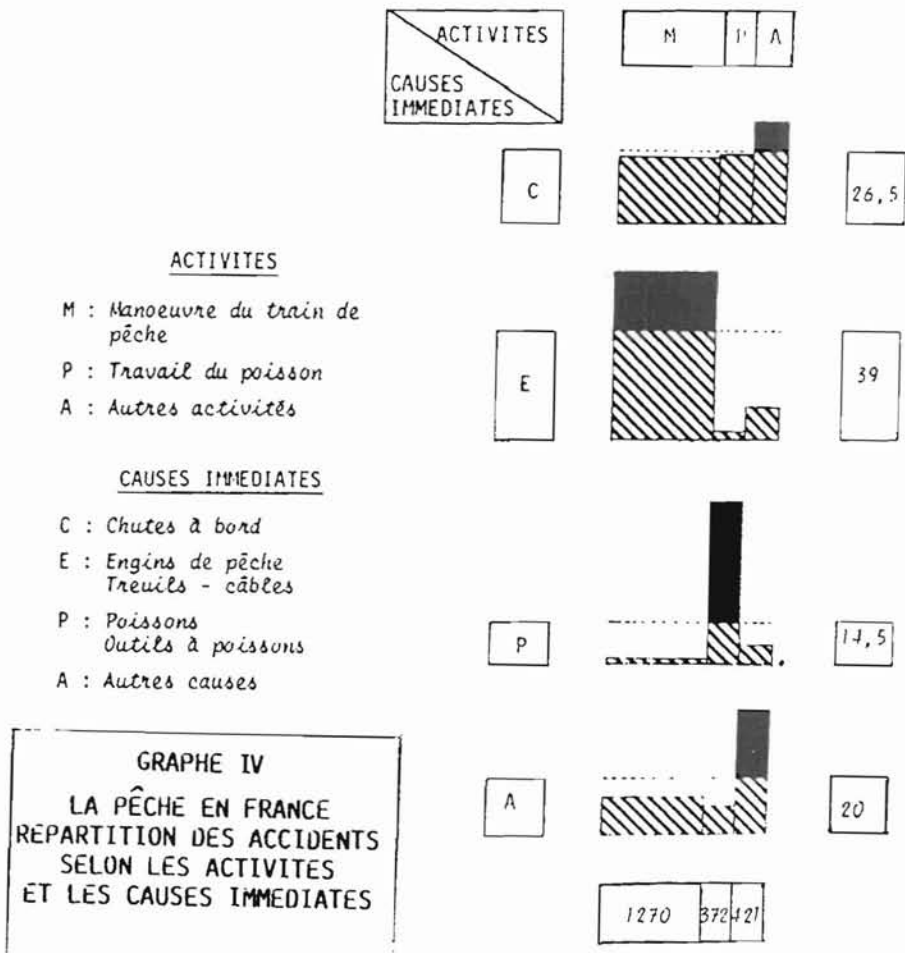 ACTIVITES
CAUSES
IMMEDIATES
M P A
C
26,5
ACTIVITES
M : Manoeuvre du train de
pêche
P : Travail du poisson
A : Autres activités
E
39
CAUSES IMMEDIATES
C : Chutes à bord
E : Engins de pêche
Treuils - câbles
P : Poissons
Outils à poissons
A : Autres causes
P
14,5
GRAPHE IV
LA PÊCHE EN FRANCE
REPARTITION DES ACCIDENTS
SELON LES ACTIVITES
ET LES CAUSES IMMEDIATES
A
20
1270 372 421